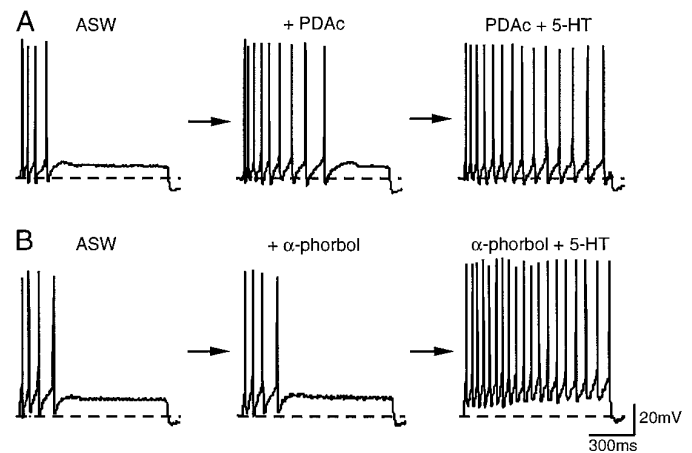 A
ASW
+ PDAc
PDAc + 5-HT
B
ASW
+ α-phorbol
α-phorbol + 5-HT
20mV
300ms